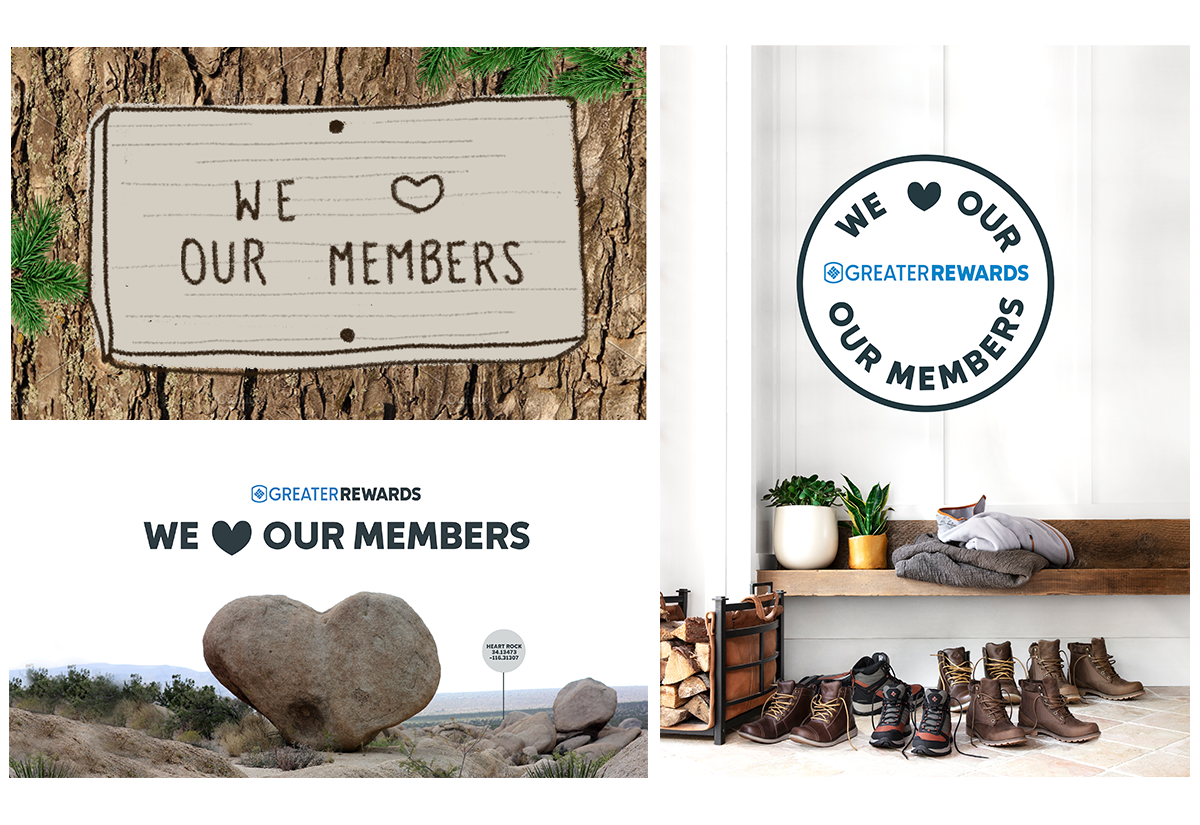 WE ♥
OUR MEMBERS
GREATERREWARDS
WE ♥ OUR MEMBERS
HEART ROCK
34.13473
-116.31307
WE ♥ OUR
GREATERREWARDS
OUR MEMBERS